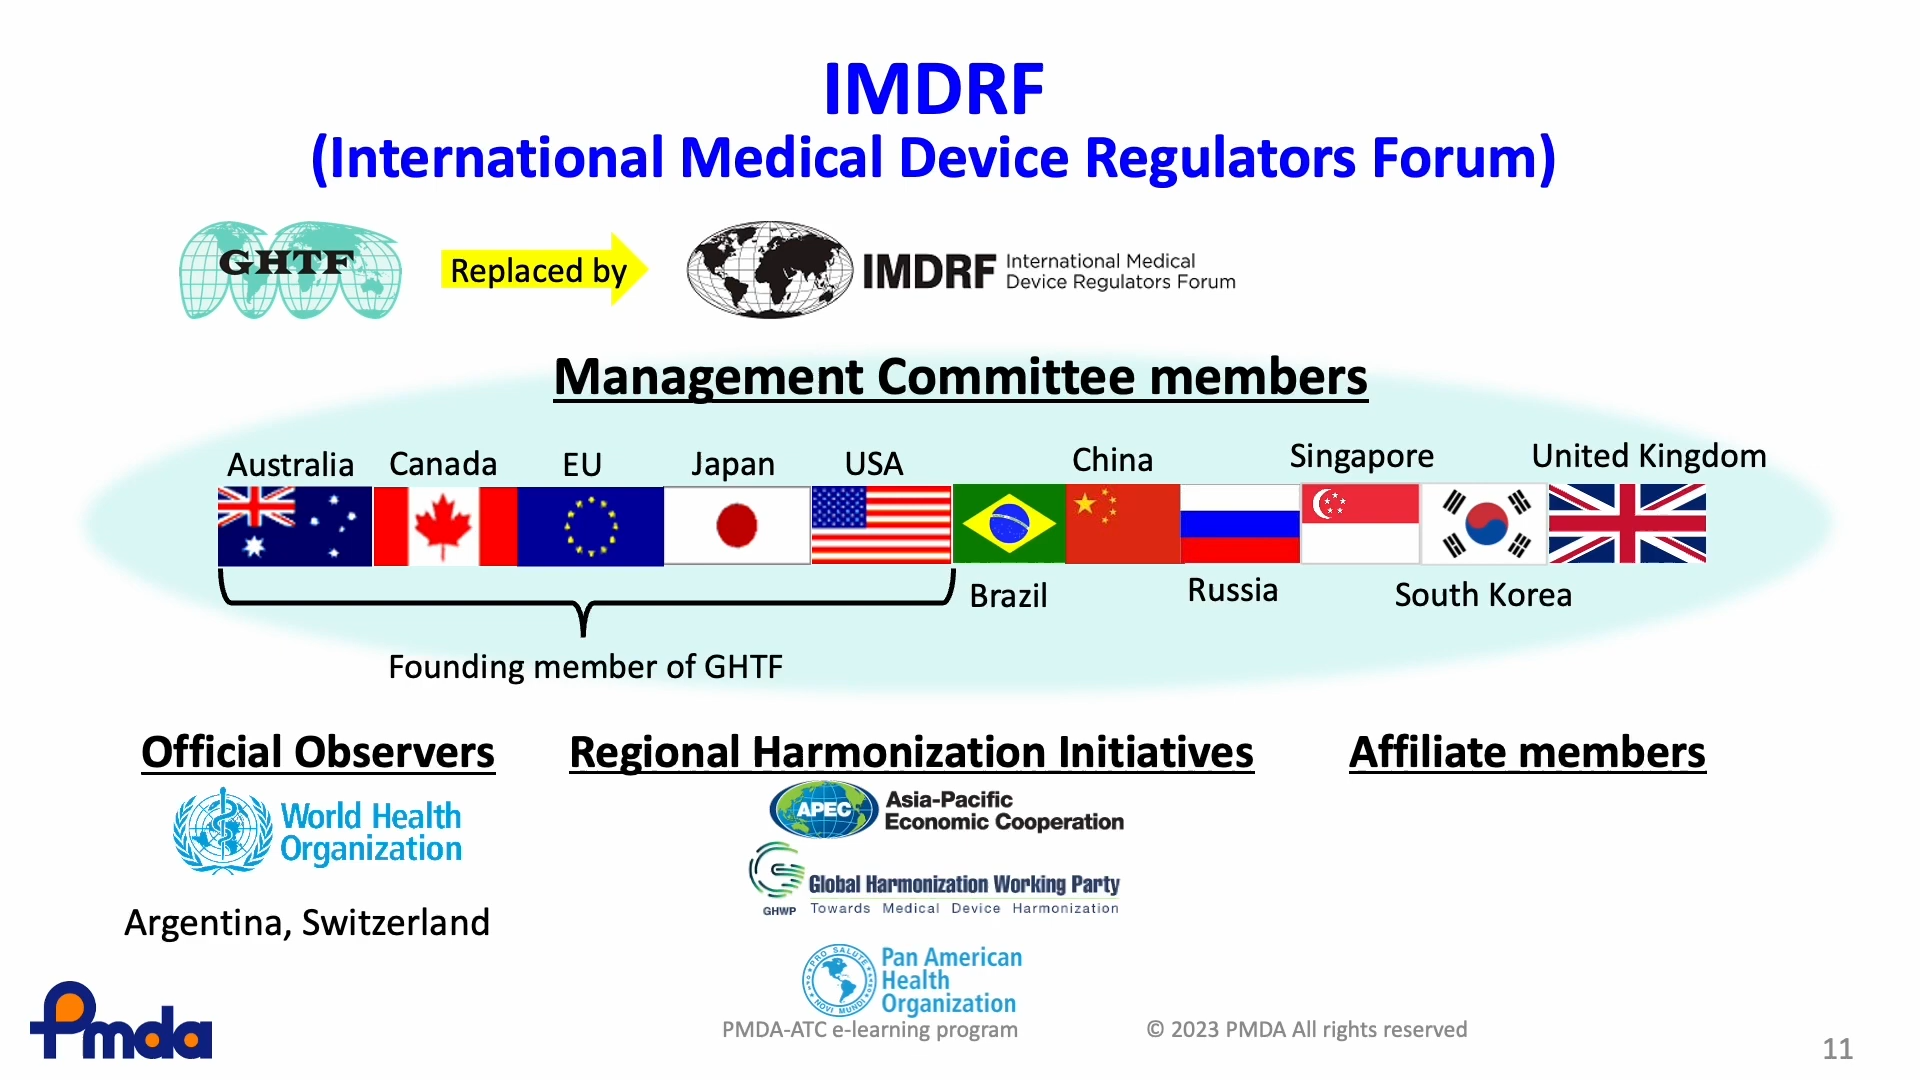 IMDRF
(International Medical Device Regulators Forum)
GHTF
Replaced by
IMDRF
International Medical
Device Regulators Forum
Management Committee members
Australia
Canada
EU
Japan
USA
China
Singapore
United Kingdom
Brazil
Russia
South Korea
Founding member of GHTF
Official Observers
World Health
Organization
Argentina, Switzerland
Regional Harmonization Initiatives
APEC
Asia-Pacific
Economic Cooperation
Global Harmonization Working Party
GHWP
Towards Medical Device Harmonization
PRO SALUTE
NOVI MUNDI
Pan American
Health
Organization
Affiliate members
Pmda
PMDA-ATC e-learning program
© 2023 PMDA All rights reserved
11